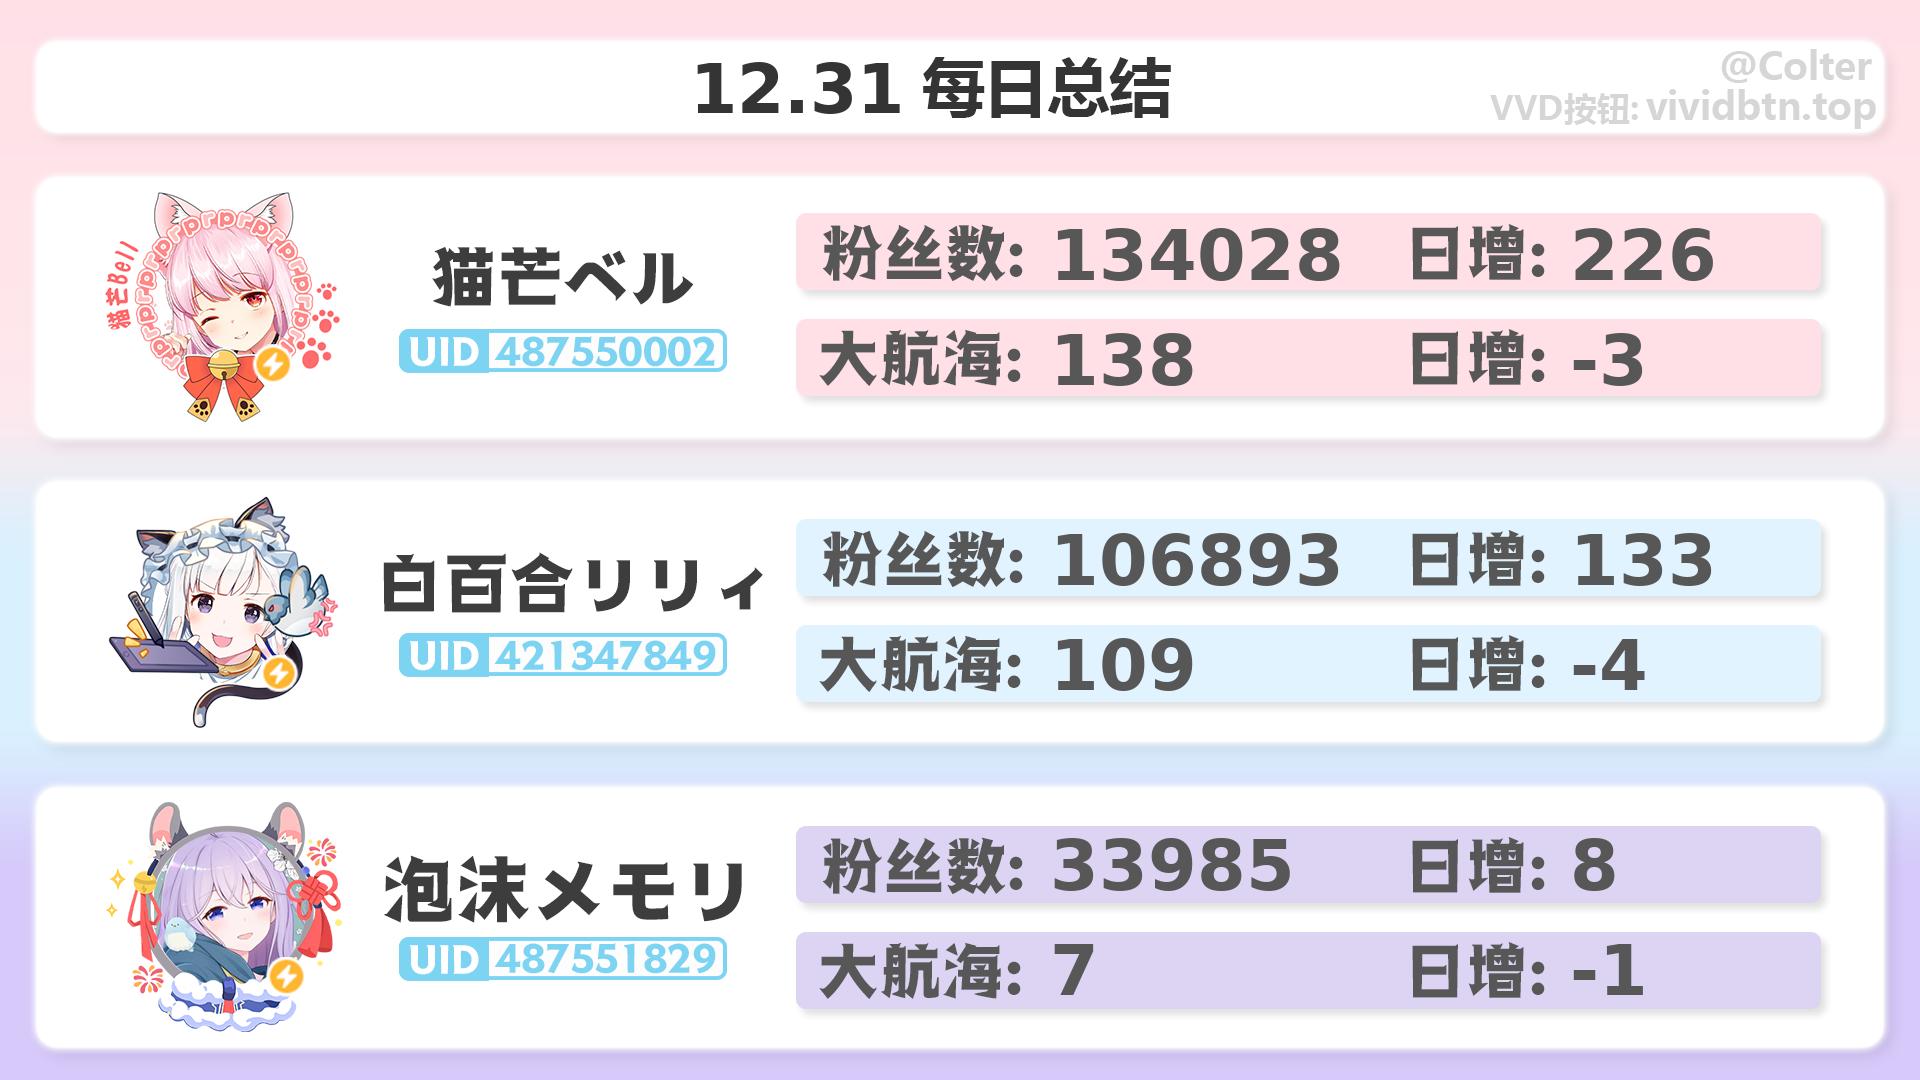 12.31 每日总结
@Colter
VVD按钮: vividbtn.top
猫芒Bell
prprprprprprprpr
猫芒ベル
UID 487550002
粉丝数: 134028 日增: 226
大航海: 138 日增: -3
白百合リリィ
UID 421347849
粉丝数: 106893 日增: 133
大航海: 109 日增: -4
泡沫メモリ
UID 487551829
粉丝数: 33985 日增: 8
大航海: 7 日增: -1